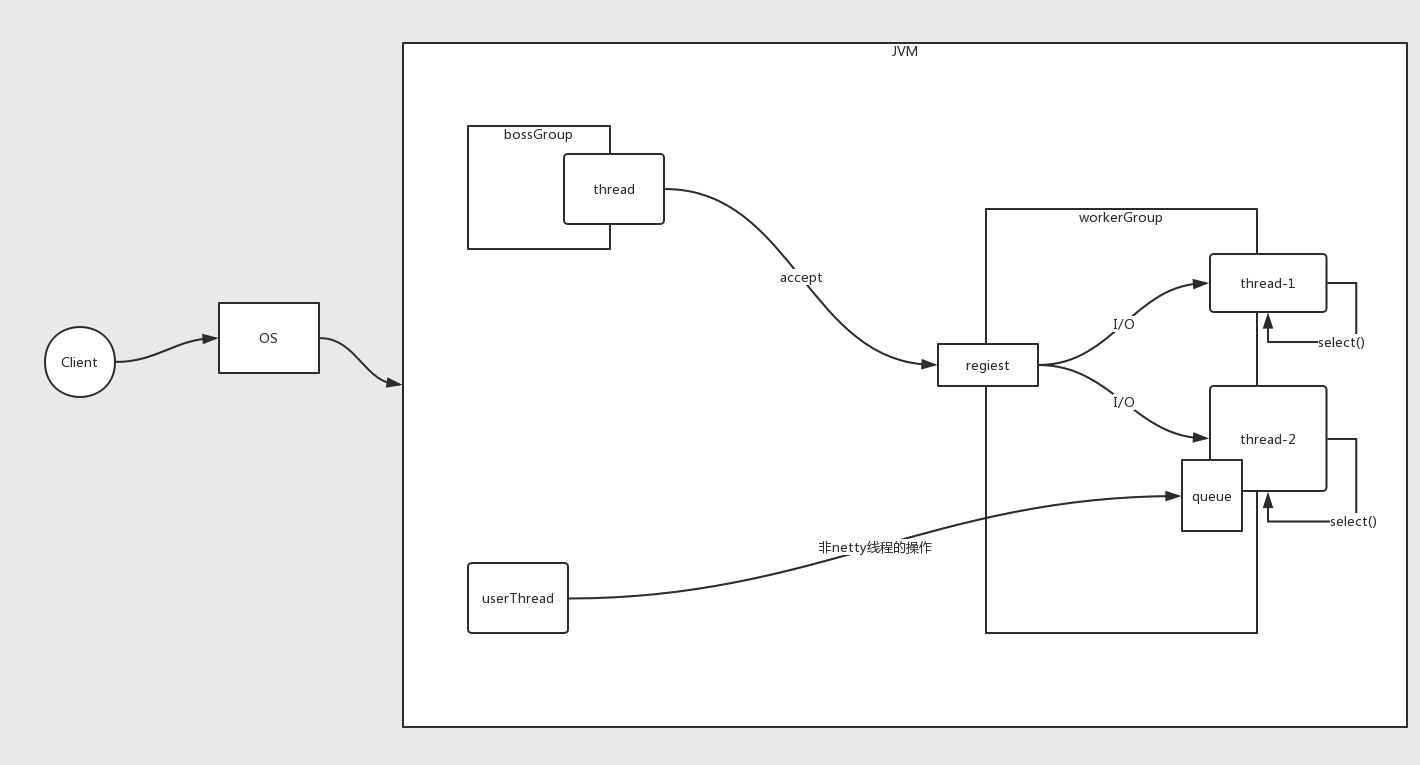 JVM
bossGroup
thread
accept
workerGroup
thread-1
I/O
select()
Client
OS
regiest
I/O
thread-2
queue
select()
非netty线程的操作
userThread